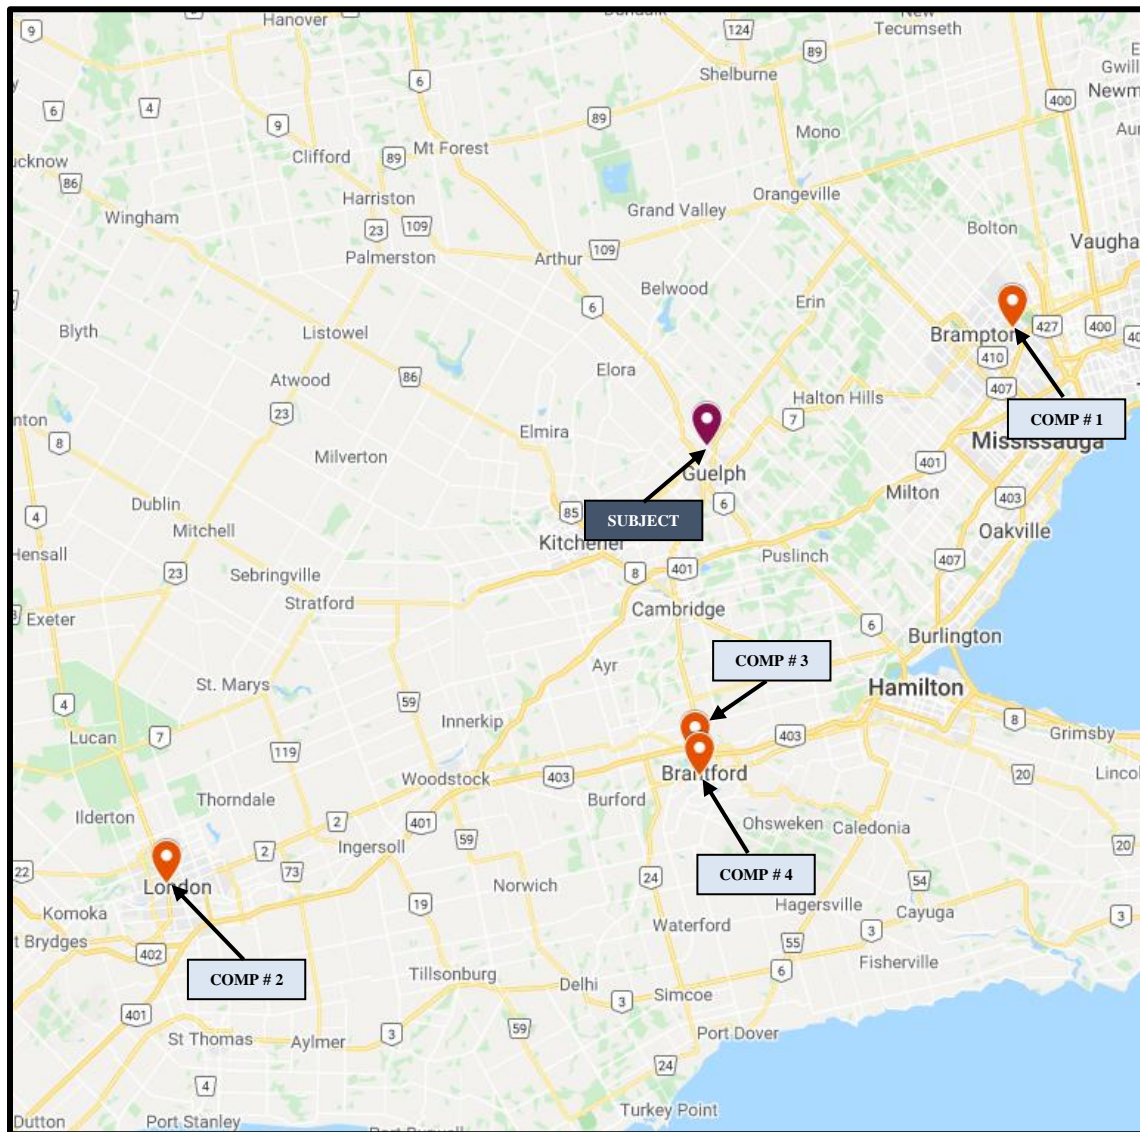 Hanover
New
Tecumseth
9
124
89
Shelburne
6
E
Gwill
Newm
4
400
6
9
89
Mono
Aur
Clifford
Mt Forest
89
ucknow
86
Harriston
Orangeville
Wingham
Grand Valley
109
23
Bolton
Vaugha
Palmerston
Arthur
109
Belwood
Erin
6
Blyth
Listowel
Brampton
427
400
410
Elora
86
Atwood
407
Halton Hills
23
COMP # 1
7
nton
8
Elmira
Mississauga
Milverton
401
Guelph
Milton
403
Dublin
6
85
SUBJECT
4
Mitchell
Oakville
Kitchener
Hensall
Puslinch
407
23
Sebringville
8
401
Stratford
Cambridge
Exeter
6
Burlington
COMP # 3
Ayr
St. Marys
Hamilton
4
59
Innerkip
8
Lucan
7
Grimsby
119
403
Woodstock
403
Brantford
20
Lincol
Thorndale
Burford
Ilderton
2
401
Ohsweken
Caledonia
59
Ingersoll
20
2
22
73
COMP # 4
24
54
London
Norwich
Komoka
19
Hagersville
Cayuga
3
Waterford
t Brydges
402
55
3
Fisherville
COMP # 2
Tillsonburg
6
Delhi
3
Simcoe
401
59
Port Dover
St Thomas
Aylmer
3
24
4
Turkey Point
Dutton
Port Stanley